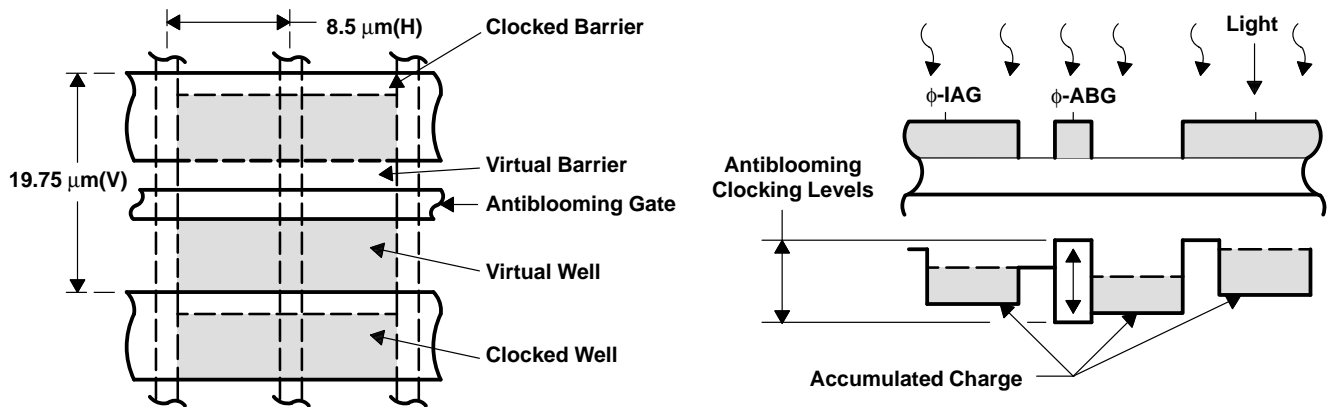 8.5 μm(H)
Clocked Barrier
19.75 μm(V)
Virtual Barrier
Antiblooming Gate
Virtual Well
Clocked Well
Light
ϕ-IAG
ϕ-ABG
Antiblooming
Clocking Levels
Accumulated Charge